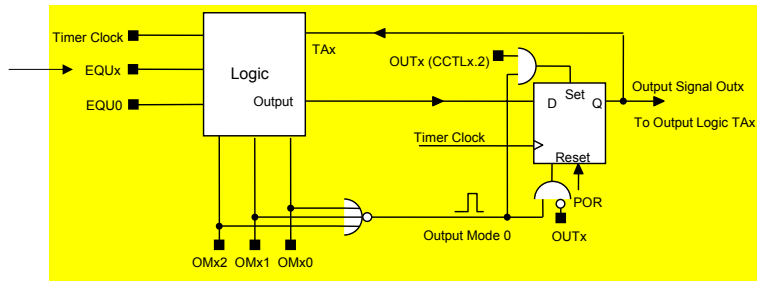 Timer Clock
TAx
OUTx (CCTLx.2)
EQUx
Logic
Set
Output Signal Outx
EQU0
Output
D
Q
To Output Logic TAx
Timer Clock
Reset
POR
Output Mode 0
OUTx
OMx2 OMx1 OMx0